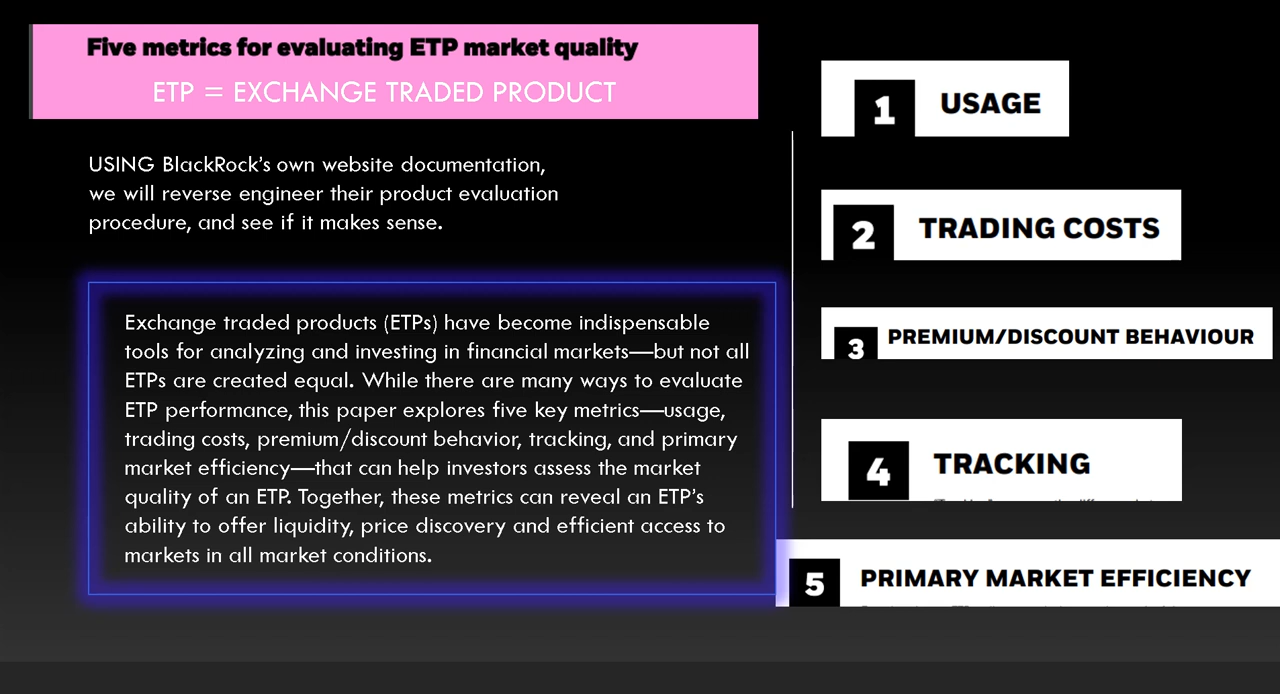 Five metrics for evaluating ETP market quality
ETP = EXCHANGE TRADED PRODUCT
USING BlackRock's own website documentation,
we will reverse engineer their product evaluation
procedure, and see if it makes sense.
Exchange traded products (ETPs) have become indispensable
tools for analyzing and investing in financial markets—but not all
ETPs are created equal. While there are many ways to evaluate
ETP performance, this paper explores five key metrics—usage,
trading costs, premium/discount behavior, tracking, and primary
market efficiency—that can help investors assess the market
quality of an ETP. Together, these metrics can reveal an ETP's
ability to offer liquidity, price discovery and efficient access to
markets in all market conditions.
1 USAGE
2 TRADING COSTS
3 PREMIUM/DISCOUNT BEHAVIOUR
4 TRACKING
5 PRIMARY MARKET EFFICIENCY